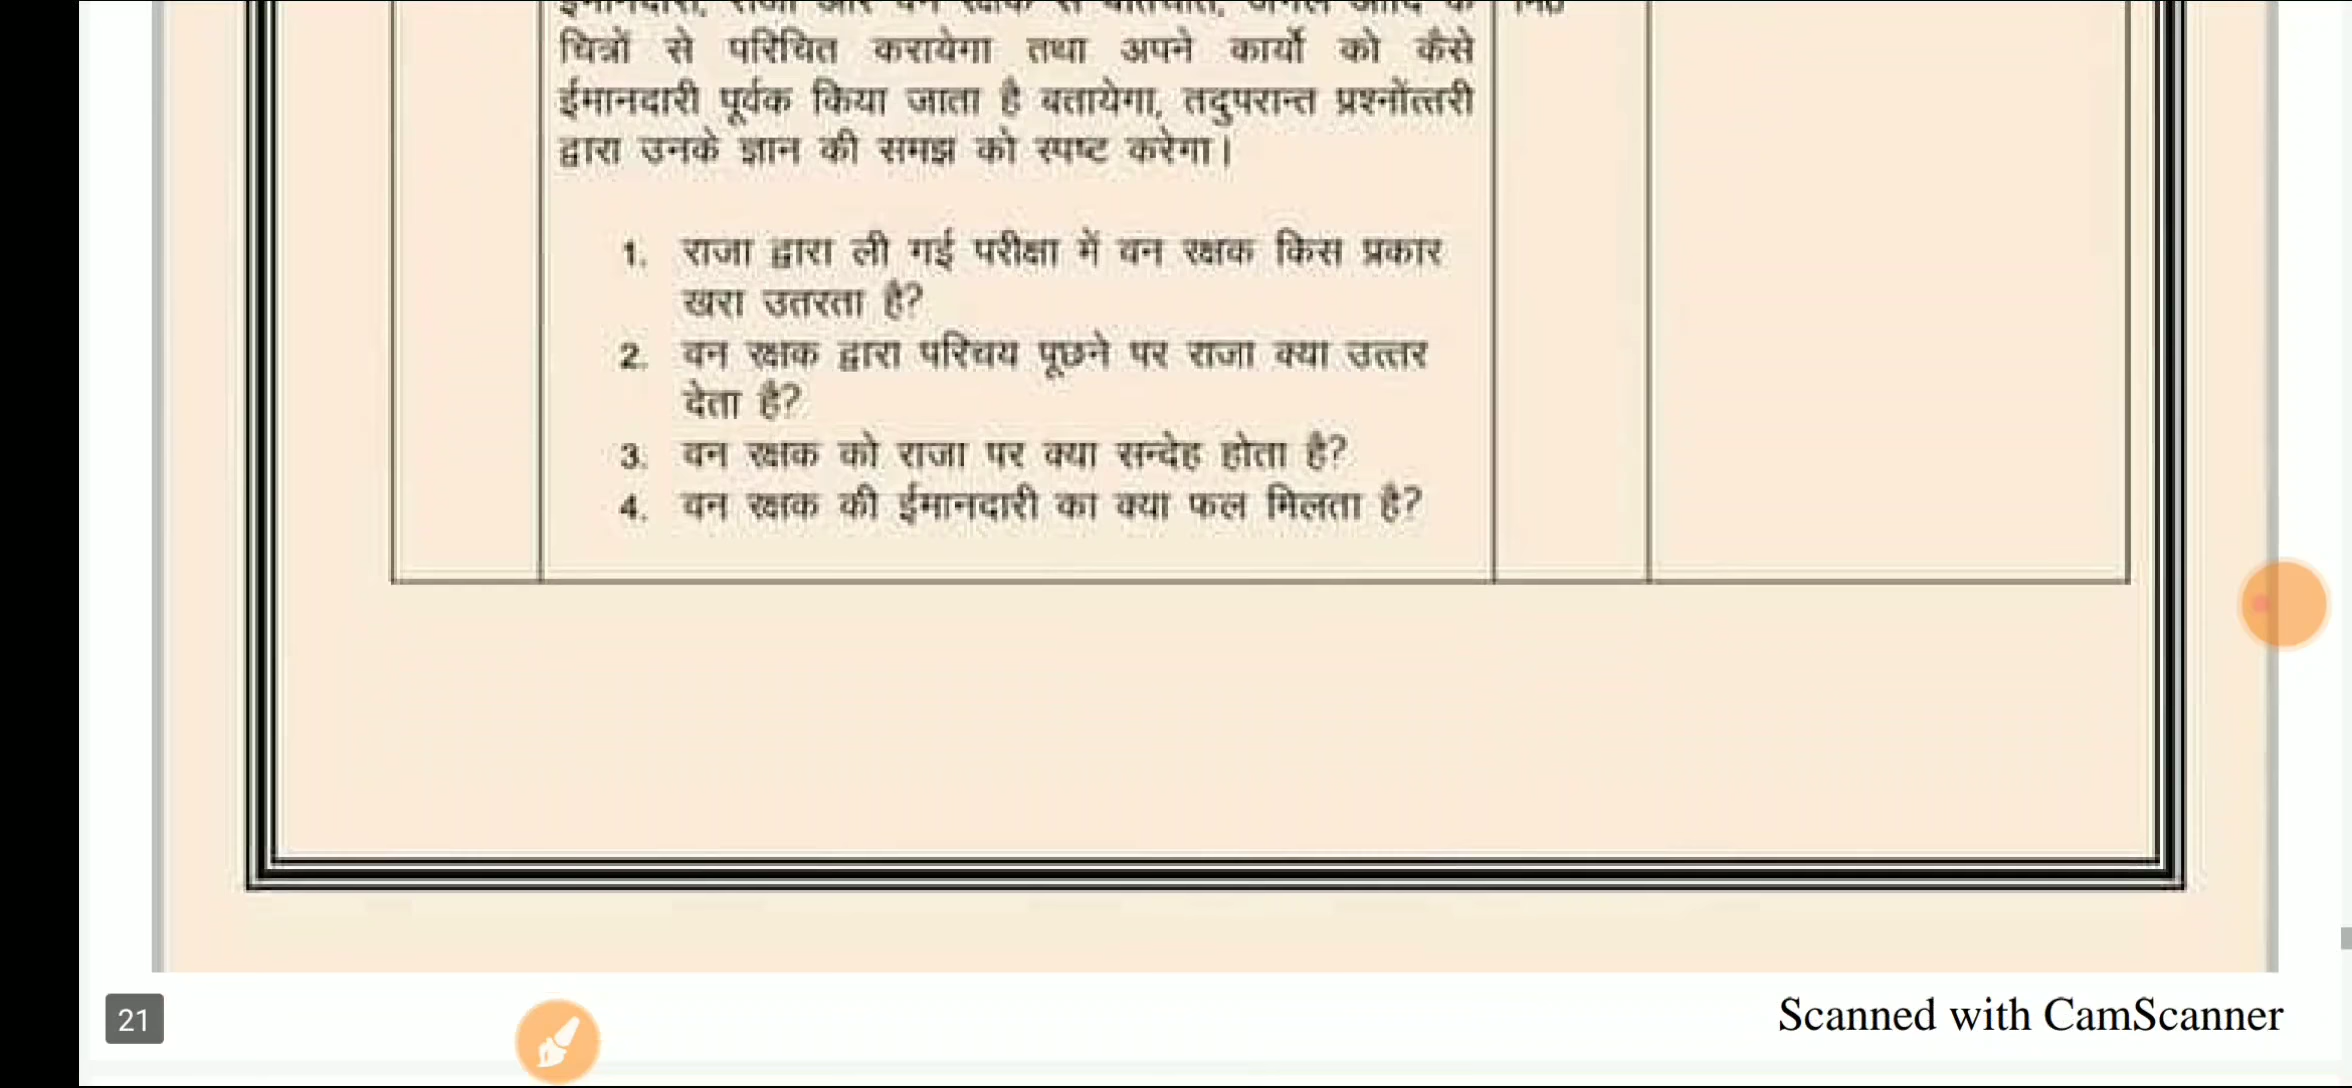 चित्रों से परिचित करायेगा तथा अपने कार्यो को कैसे
ईमानदारी पूर्वक किया जाता है बतायेगा, तदुपरान्त प्रश्नोंत्तरी
द्वारा उनके ज्ञान की समझ को स्पष्ट करेगा।
1. राजा द्वारा ली गई परीक्षा में वन रक्षक किस प्रकार
खरा उतरता है?
2. वन रक्षक द्वारा परिचय पूछने पर राजा क्या उत्तर
देता है?
3. वन रक्षक को राजा पर क्या सन्देह होता है?
4. वन रक्षक की ईमानदारी का क्या फल मिलता है?
21
Scanned with CamScanner